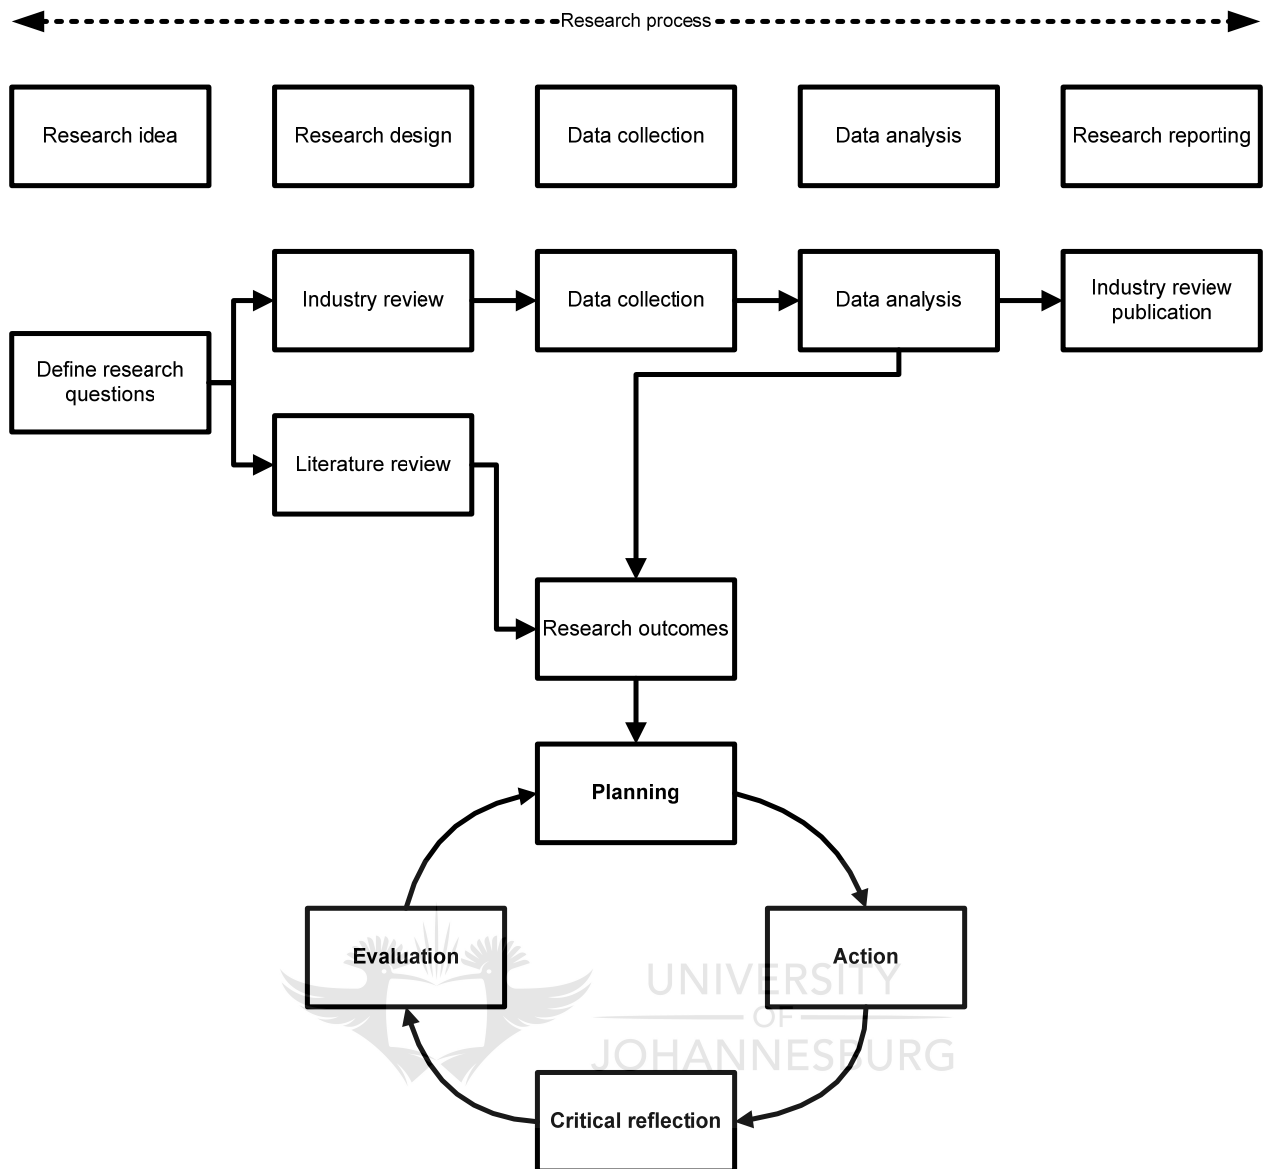 Research process
Research idea
Research design
Data collection
Data analysis
Research reporting
Industry review
Data collection
Data analysis
Industry review
publication
Define research
questions
Literature review
Research outcomes
Planning
Evaluation
Action
UNIVERSITY
OF
JOHANNESBURG
Critical reflection